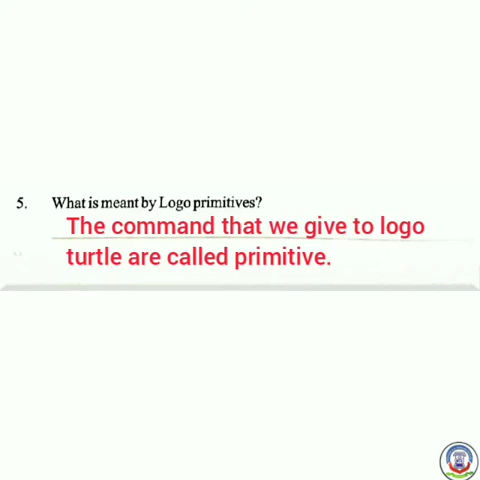 5. What is meant by Logo primitives?
The command that we give to logo
turtle are called primitive.